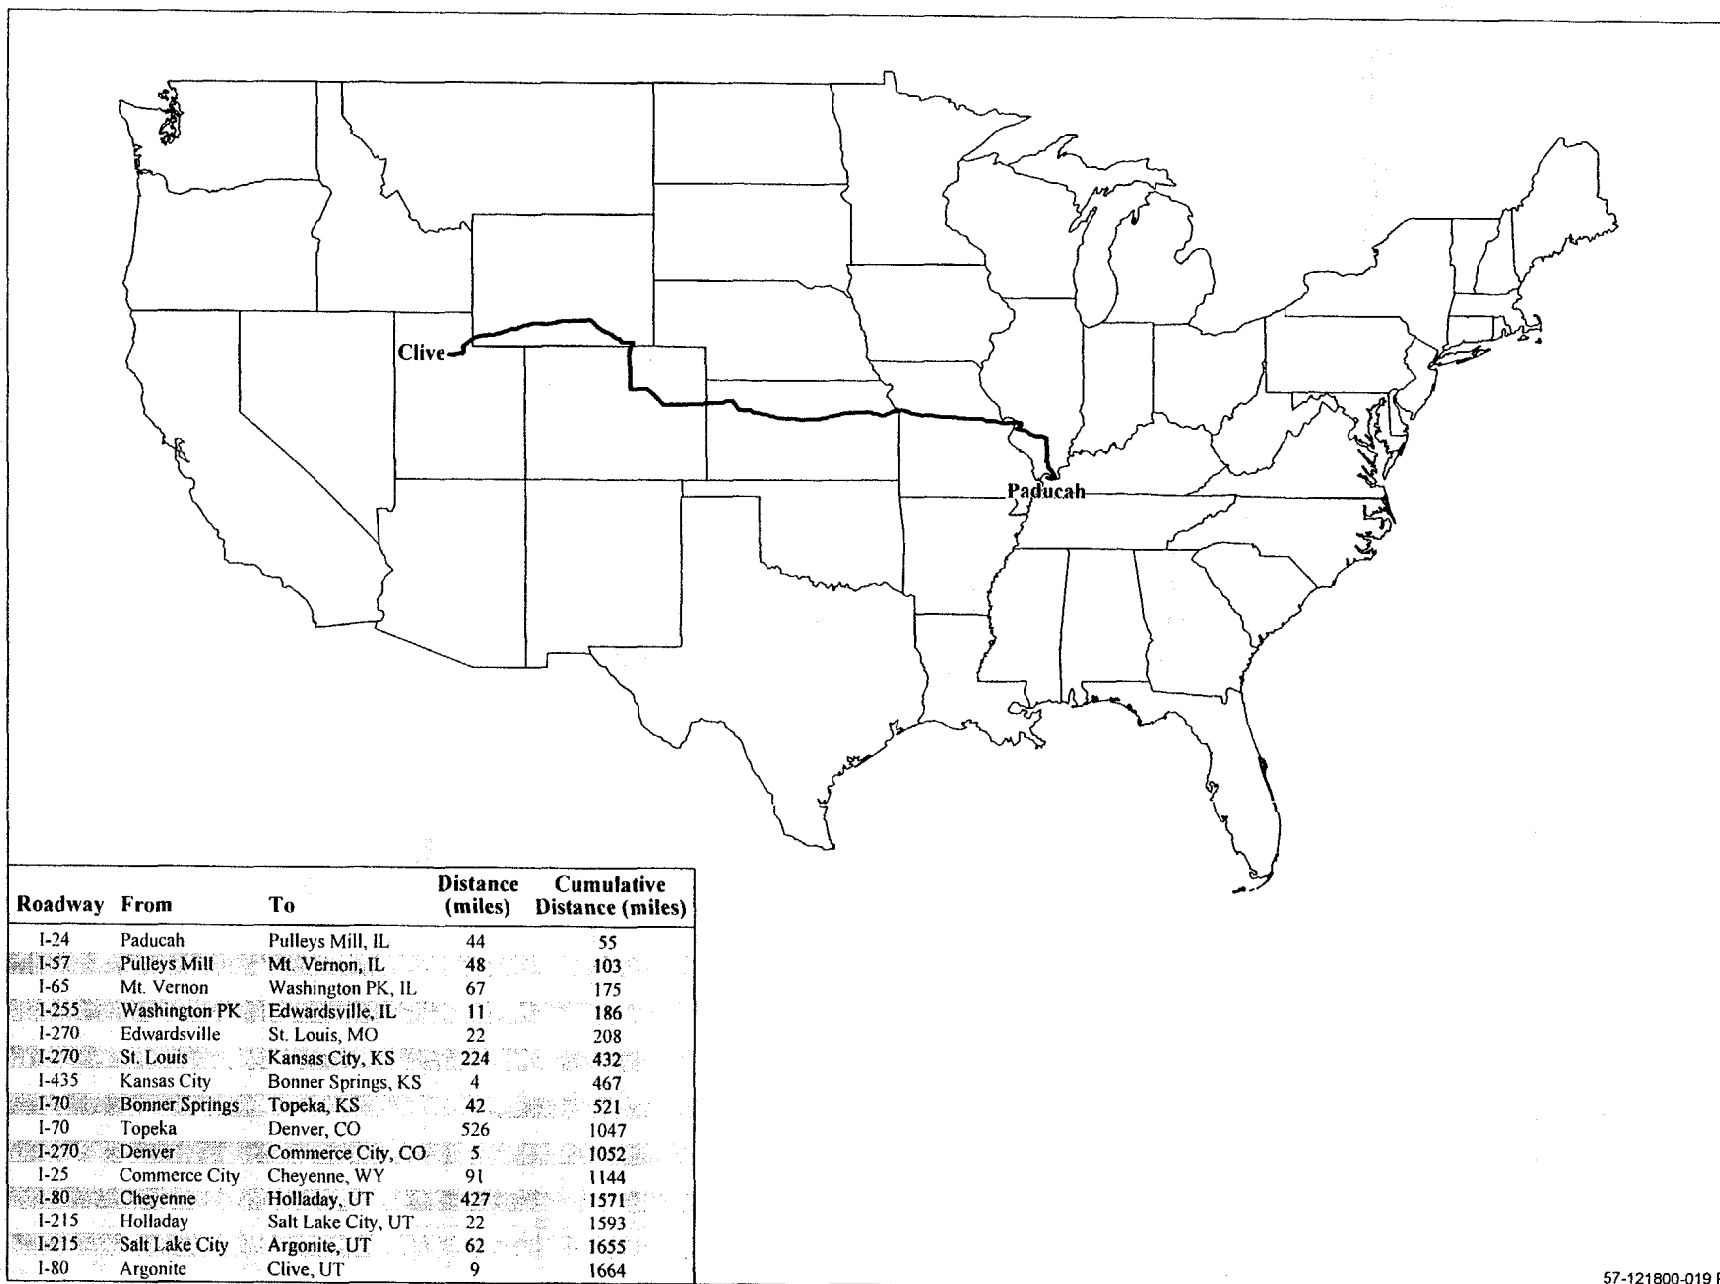 Clive
Paducah
Roadway From To Distance (miles) Cumulative Distance (miles)
I-24 Paducah Pulleys Mill, IL 44 55
I-57 Pulleys Mill Mt. Vernon, IL 48 103
I-65 Mt. Vernon Washington PK, IL 67 175
I-255 Washington PK Edwardsville, IL 11 186
I-270 Edwardsville St. Louis, MO 22 208
I-270 St. Louis Kansas City, KS 224 432
I-435 Kansas City Bonner Springs, KS 4 467
I-70 Bonner Springs Topeka, KS 42 521
I-70 Topeka Denver, CO 526 1047
I-270 Denver Commerce City, CO 5 1052
I-25 Commerce City Cheyenne, WY 91 1144
I-80 Cheyenne Holladay, UT 427 1571
I-215 Holladay Salt Lake City, UT 22 1593
I-215 Salt Lake City Argonite, UT 62 1655
I-80 Argonite Clive, UT 9 1664
57-121800-019